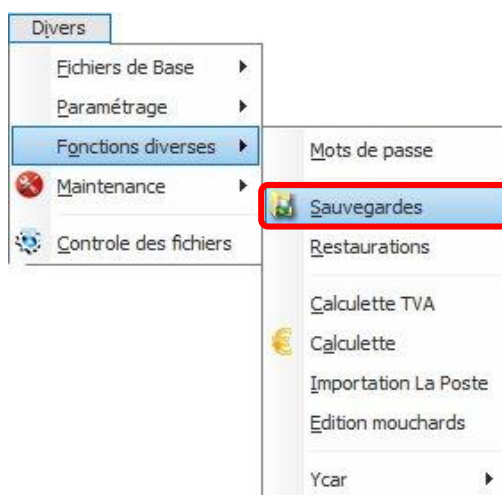 Divers
Fichiers de Base
Paramétrage
Fonctions diverses
Maintenance
Controle des fichiers
Mots de passe
Sauvegardes
Restaurations
Calculette TVA
Calculette
Importation La Poste
Edition mouchards
Ycar